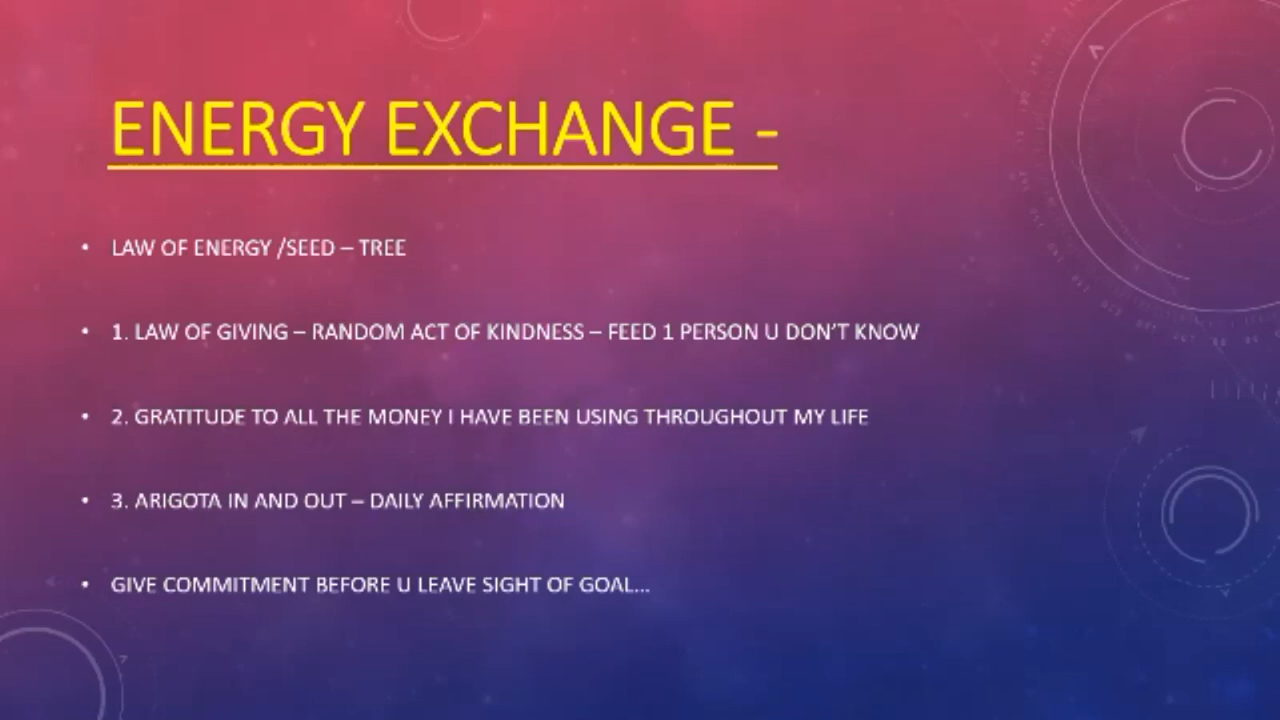 ENERGY EXCHANGE -
• LAW OF ENERGY /SEED – TREE
• 1. LAW OF GIVING – RANDOM ACT OF KINDNESS – FEED 1 PERSON U DON’T KNOW
• 2. GRATITUDE TO ALL THE MONEY I HAVE BEEN USING THROUGHOUT MY LIFE
• 3. ARIGOTA IN AND OUT – DAILY AFFIRMATION
• GIVE COMMITMENT BEFORE U LEAVE SIGHT OF GOAL...